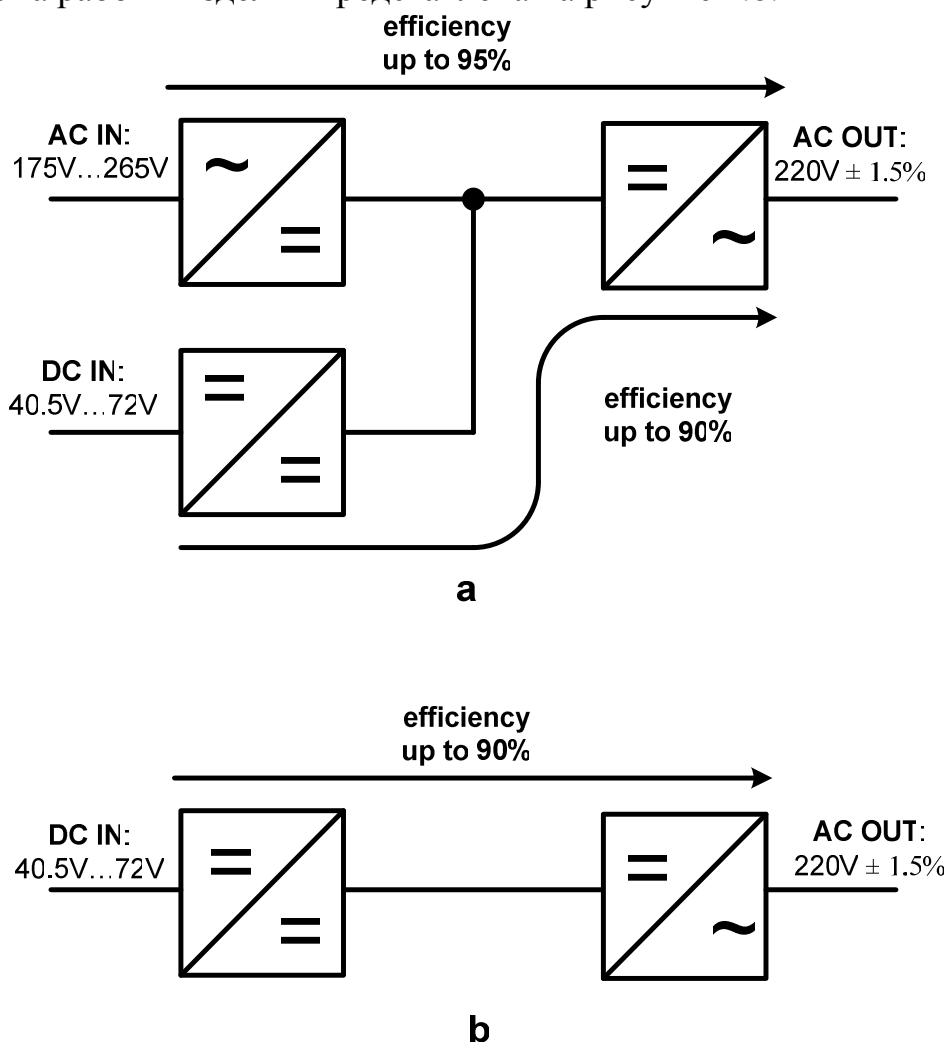 efficiency
up to 95%
AC IN:
175V...265V
AC OUT:
220V ± 1.5%
~
=
=
~
DC IN:
40.5V...72V
=
=
efficiency
up to 90%
a
efficiency
up to 90%
DC IN:
40.5V...72V
AC OUT:
220V ± 1.5%
=
=
=
~
b